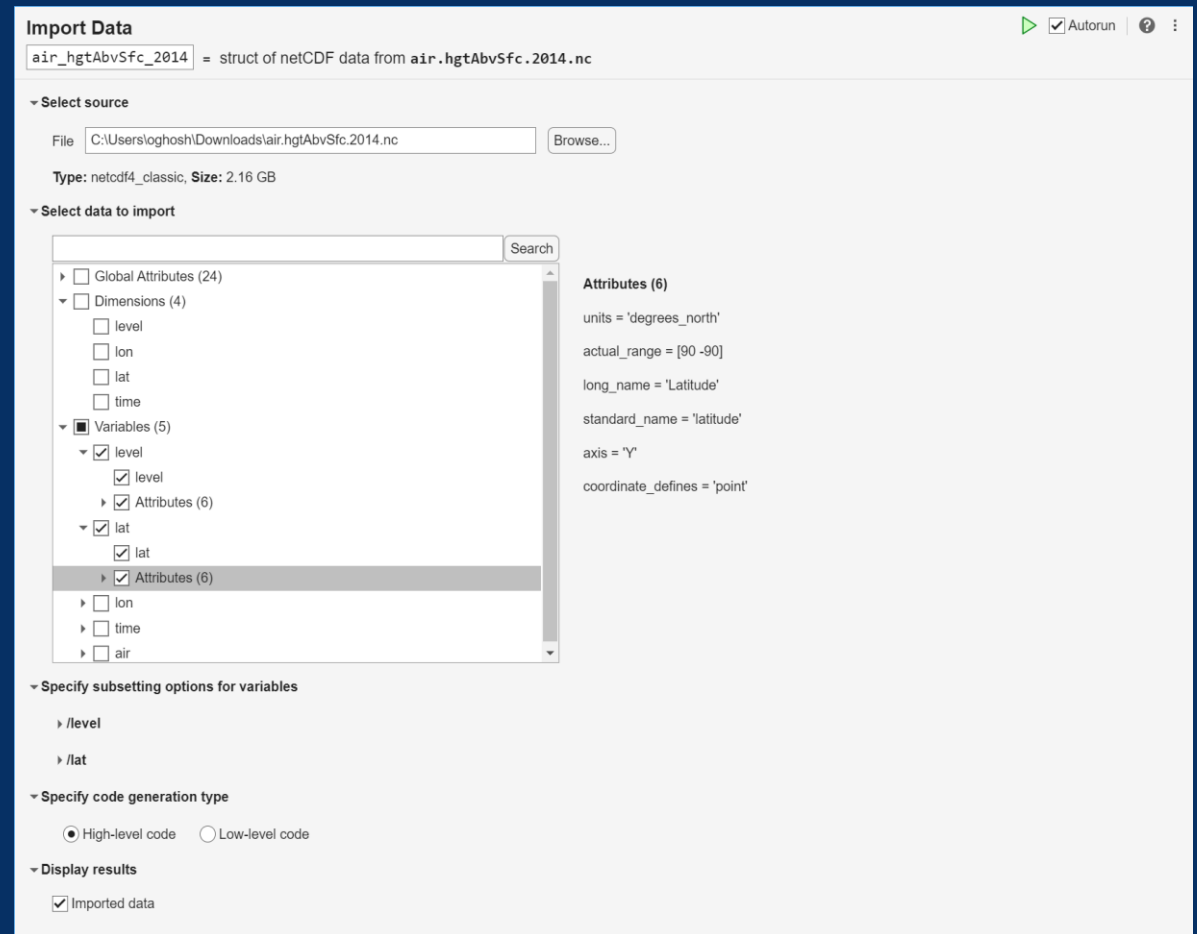 Import Data
Autorun
air_hgtAbvSfc_2014 = struct of netCDF data from air.hgtAbvSfc.2014.nc
Select source
File C:\Users\oghosh\Downloads\air.hgtAbvSfc.2014.nc Browse...
Type: netcdf4_classic, Size: 2.16 GB
Select data to import
Search
Global Attributes (24)
Dimensions (4)
level
lon
lat
time
Variables (5)
level
level
Attributes (6)
lat
lat
Attributes (6)
lon
time
air
Attributes (6)
units = 'degrees_north'
actual_range = [90 -90]
long_name = 'Latitude'
standard_name = 'latitude'
axis = 'Y'
coordinate_defines = 'point'
Specify subsetting options for variables
/level
/lat
Specify code generation type
High-level code Low-level code
Display results
Imported data